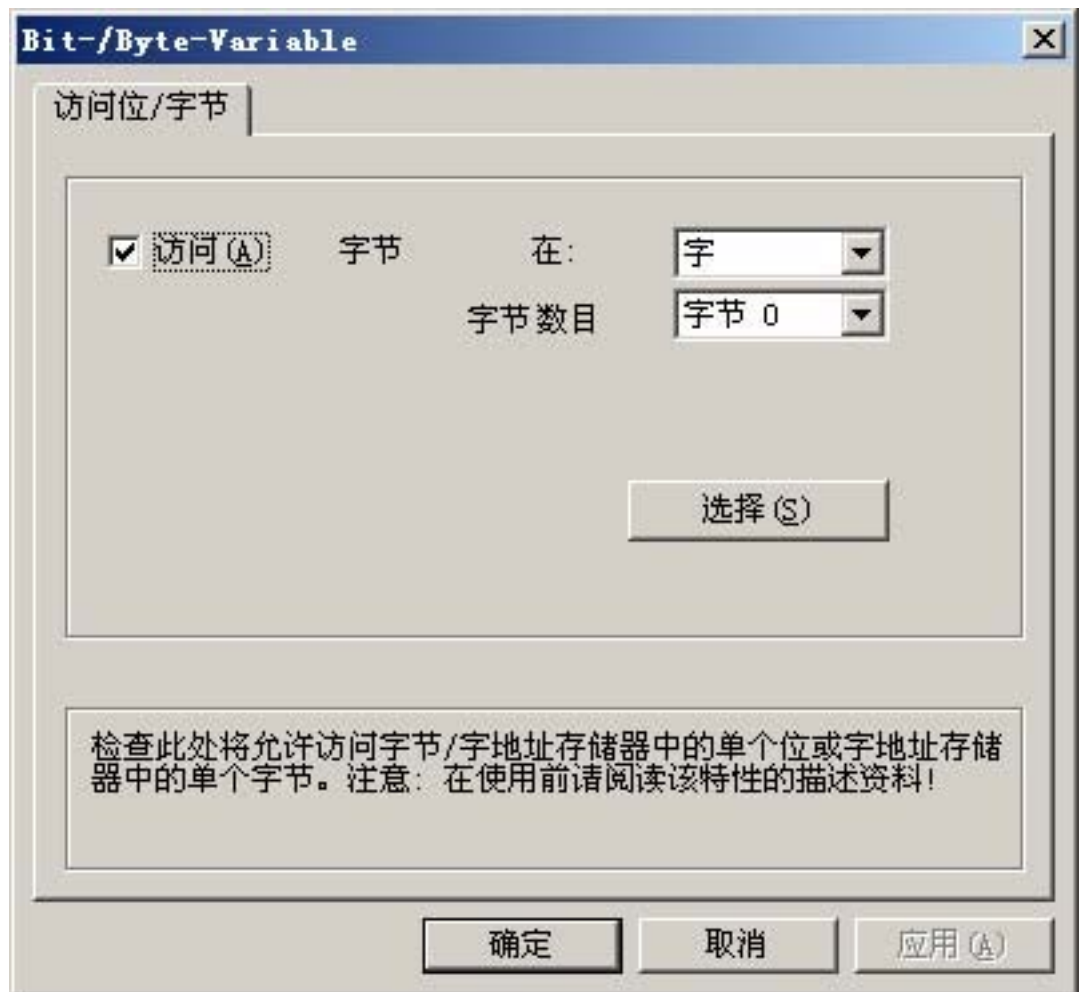 Bit-/Byte-Variable
访问位/字节
访问(A) 字节 在: 字
字节数目 字节 0
选择(S)
检查此处将允许访问字节/字地址存储器中的单个位或字地址存储
器中的单个字节。注意: 在使用前请阅读该特性的描述资料!
确定 取消 应用(A)